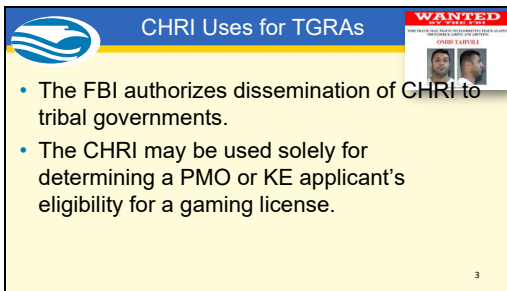 CHRI Uses for TGRAs
WANTED
BY THE FBI
OMID TAHVILI
• The FBI authorizes dissemination of CHRI to
tribal governments.
• The CHRI may be used solely for
determining a PMO or KE applicant's
eligibility for a gaming license.
3